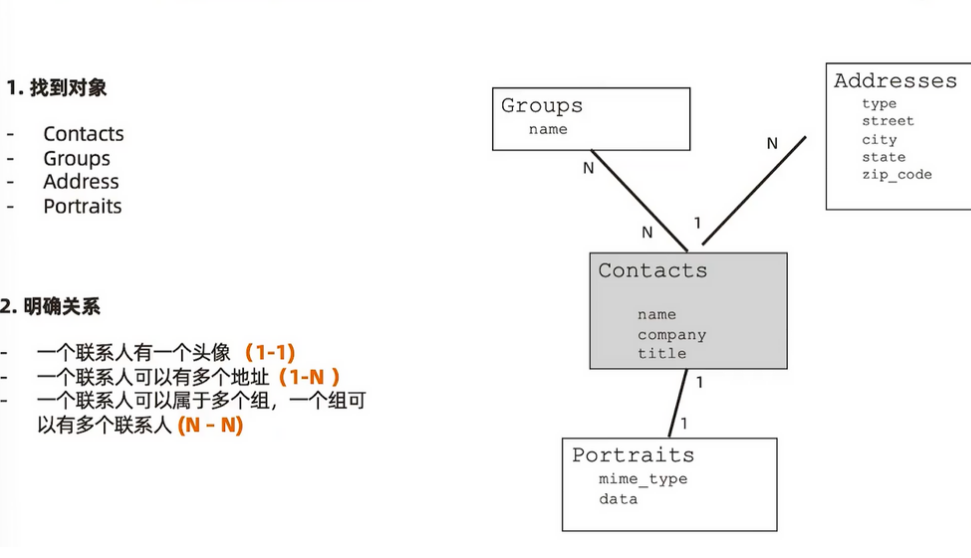 1. 找到对象
- Contacts
- Groups
- Address
- Portraits
2. 明确关系
- 一个联系人有一个头像 （1-1)
- 一个联系人可以有多个地址（1-N ）
- 一个联系人可以属于多个组，一个组可
以有多个联系人 (N – N)
Groups
name
Addresses
type
street
city
state
zip_code
N
N
N
1
Contacts
name
company
title
1
1
Portraits
mime_type
data